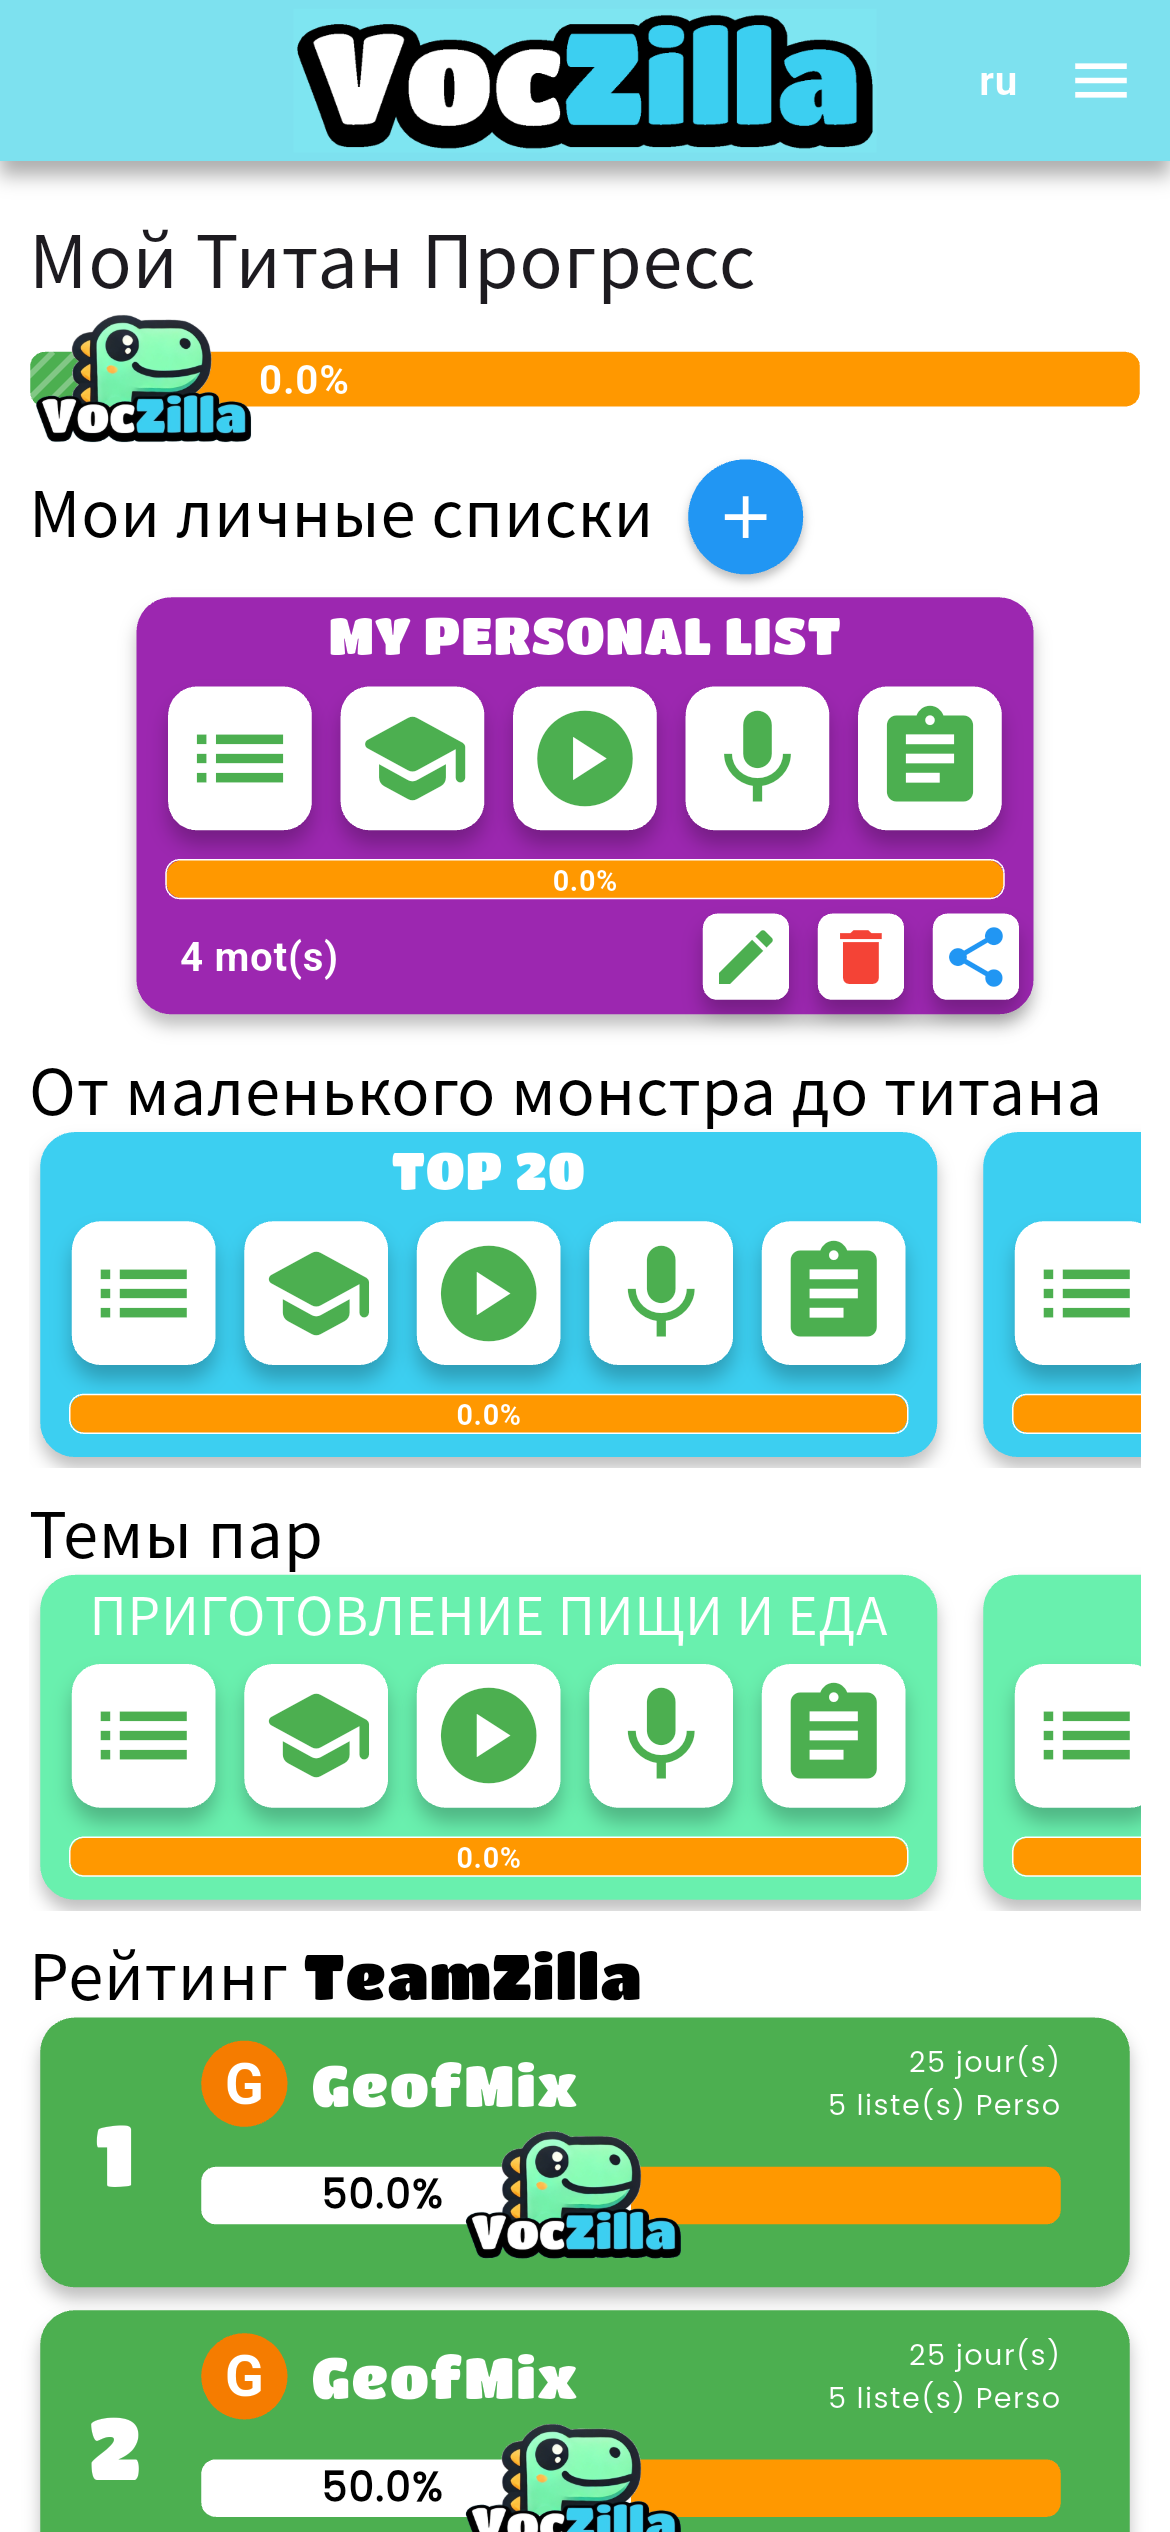 VocZilla
ru
Мой Титан Прогресс
0.0%
VocZilla
Мои личные списки
MY PERSONAL LIST
0.0%
4 mot(s)
От маленького монстра до титана
TOP 20
0.0%
Темы пар
ПРИГОТОВЛЕНИЕ ПИЩИ И ЕДА
0.0%
Рейтинг TeamZilla
1
G GeofMix
25 jour(s)
5 liste(s) Perso
50.0%
VocZilla
2
G GeofMix
25 jour(s)
5 liste(s) Perso
50.0%
VocZilla